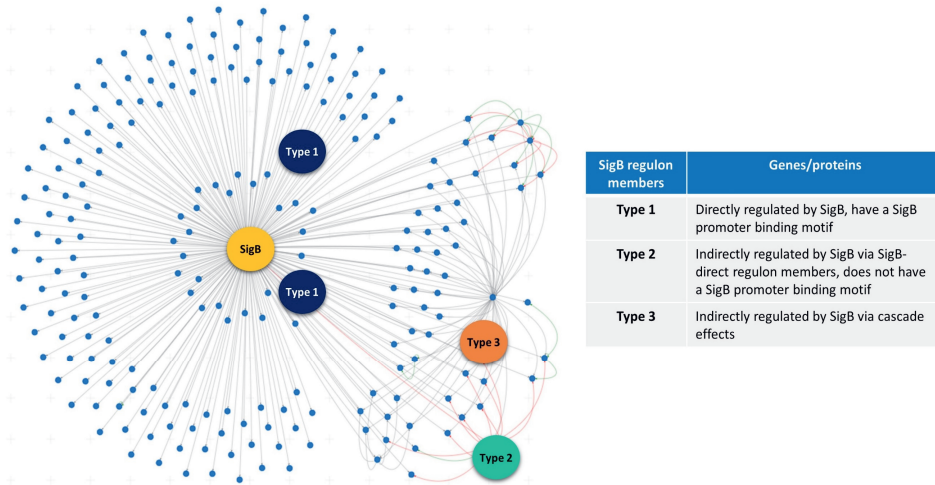 Type 1
SigB
Type 1
Type 3
Type 2
SigB regulon
members
Genes/proteins
Type 1
Directly regulated by SigB, have a SigB
promoter binding motif
Type 2
Indirectly regulated by SigB via SigB-
direct regulon members, does not have
a SigB promoter binding motif
Type 3
Indirectly regulated by SigB via cascade
effects